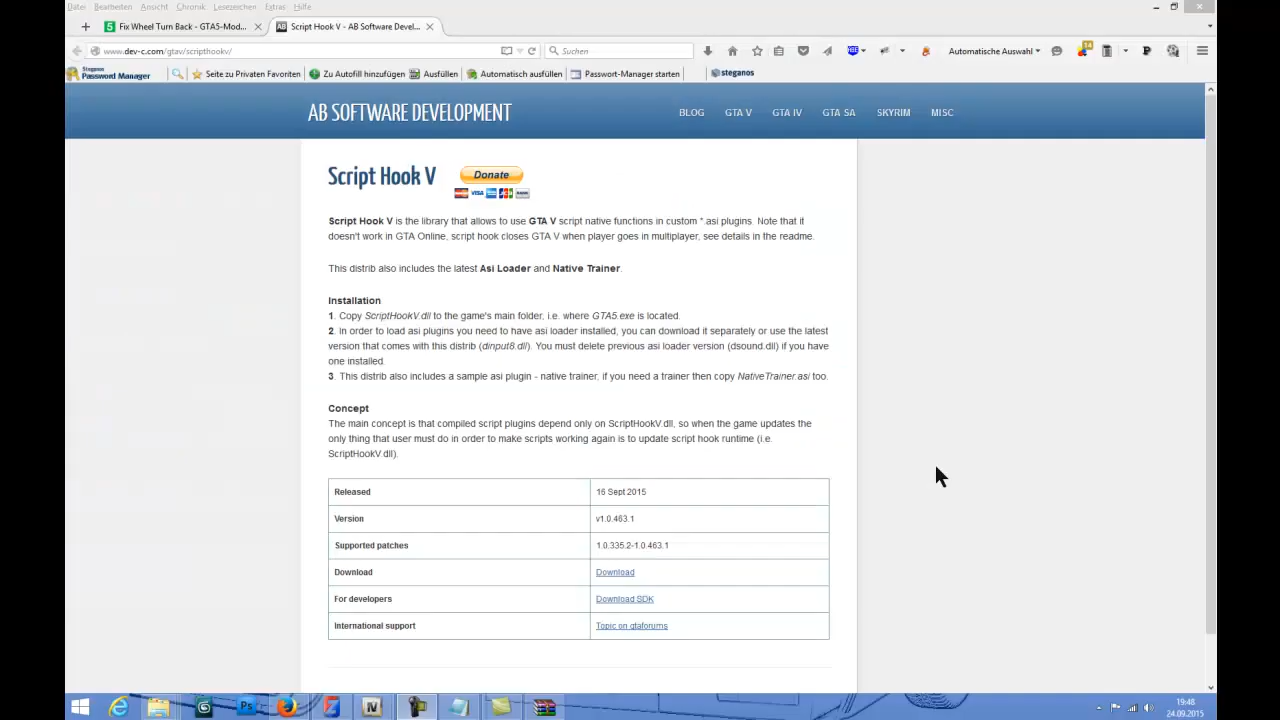 Datei Bearbeiten Ansicht Chronik Lesezeichen Extras Hilfe
Fix Wheel Turn Back - GTA5-Mod... Script Hook V - AB Software Devel...
www.dev-c.com/gtav/scripthookv/ Suchen 14 Automatische Auswahl
Steganos Password Manager Seite zu Privaten Favoriten Zu Autofill hinzufügen Ausfüllen Automatisch ausfüllen Passwort-Manager starten steganos
AB SOFTWARE DEVELOPMENT BLOG GTA V GTA IV GTA SA SKYRIM MISC
Script Hook V Donate
VISA
Script Hook V is the library that allows to use GTA V script native functions in custom *.asi plugins. Note that it
doesn't work in GTA Online, script hook closes GTA V when player goes in multiplayer, see details in the readme.
This distrib also includes the latest Asi Loader and Native Trainer.
Installation
1. Copy ScriptHookV.dll to the game's main folder, i.e. where GTA5.exe is located.
2. In order to load asi plugins you need to have asi loader installed, you can download it separately or use the latest
version that comes with this distrib (dinput8.dll). You must delete previous asi loader version (dsound.dll) if you have
one installed.
3. This distrib also includes a sample asi plugin - native trainer, if you need a trainer then copy NativeTrainer.asi too.
Concept
The main concept is that compiled script plugins depend only on ScriptHookV.dll, so when the game updates the
only thing that user must do in order to make scripts working again is to update script hook runtime (i.e.
ScriptHookV.dll).
Released 16 Sept 2015
Version v1.0.463.1
Supported patches 1.0.335.2-1.0.463.1
Download Download
For developers Download SDK
International support Topic on gtaforums
Ps IV
19:48
24.09.2015